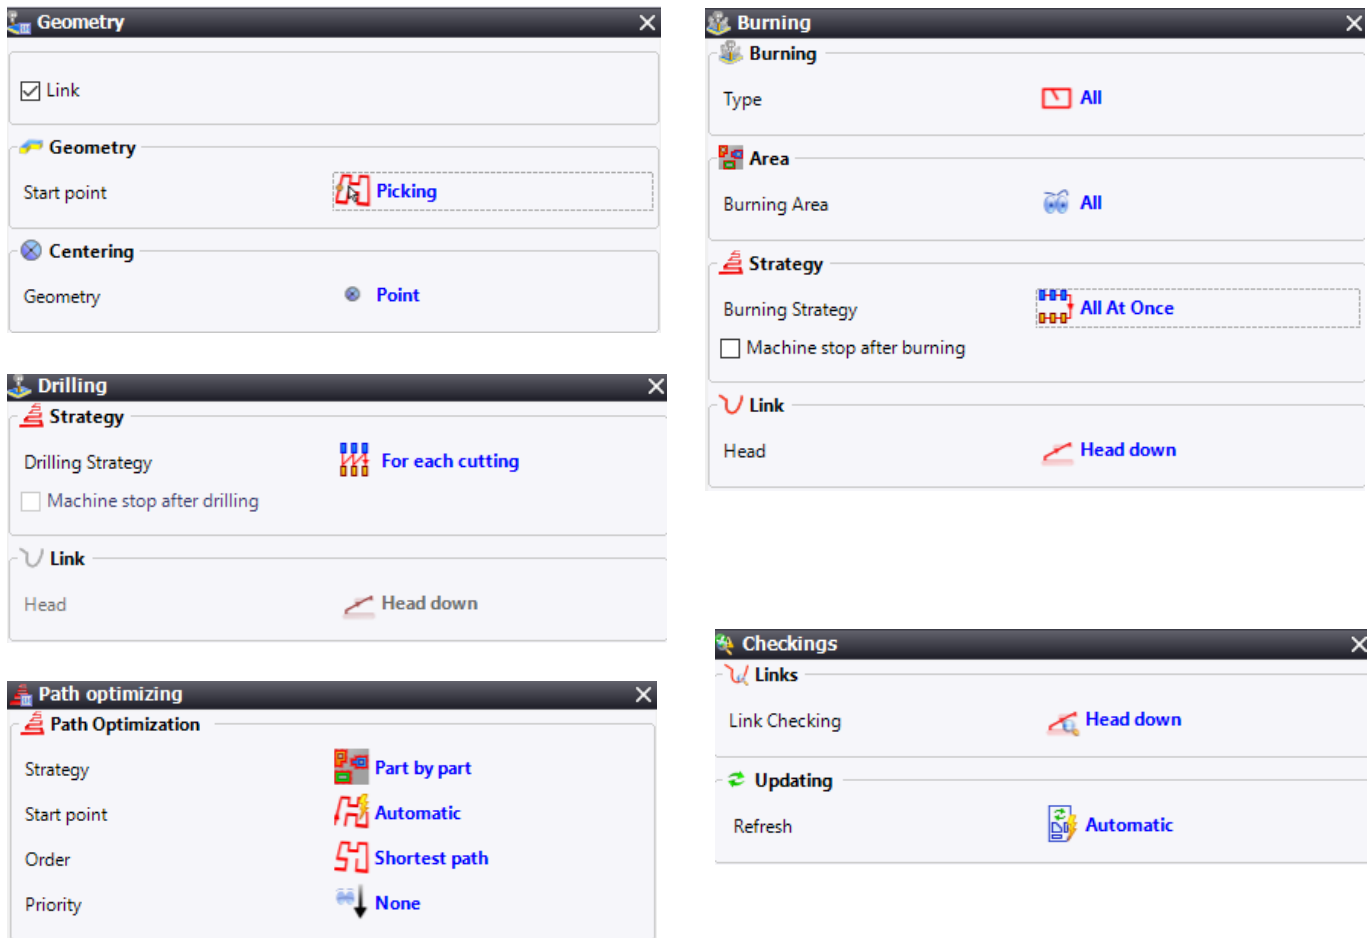 Geometry
Link
Geometry
Start point Picking
Centering
Geometry Point
Drilling
Strategy
Drilling Strategy For each cutting
Machine stop after drilling
Link
Head Head down
Path optimizing
Path Optimization
Strategy Part by part
Start point Automatic
Order Shortest path
Priority None
Burning
Burning
Type All
Area
Burning Area All
Strategy
Burning Strategy All At Once
Machine stop after burning
Link
Head Head down
Checkings
Links
Link Checking Head down
Updating
Refresh Automatic